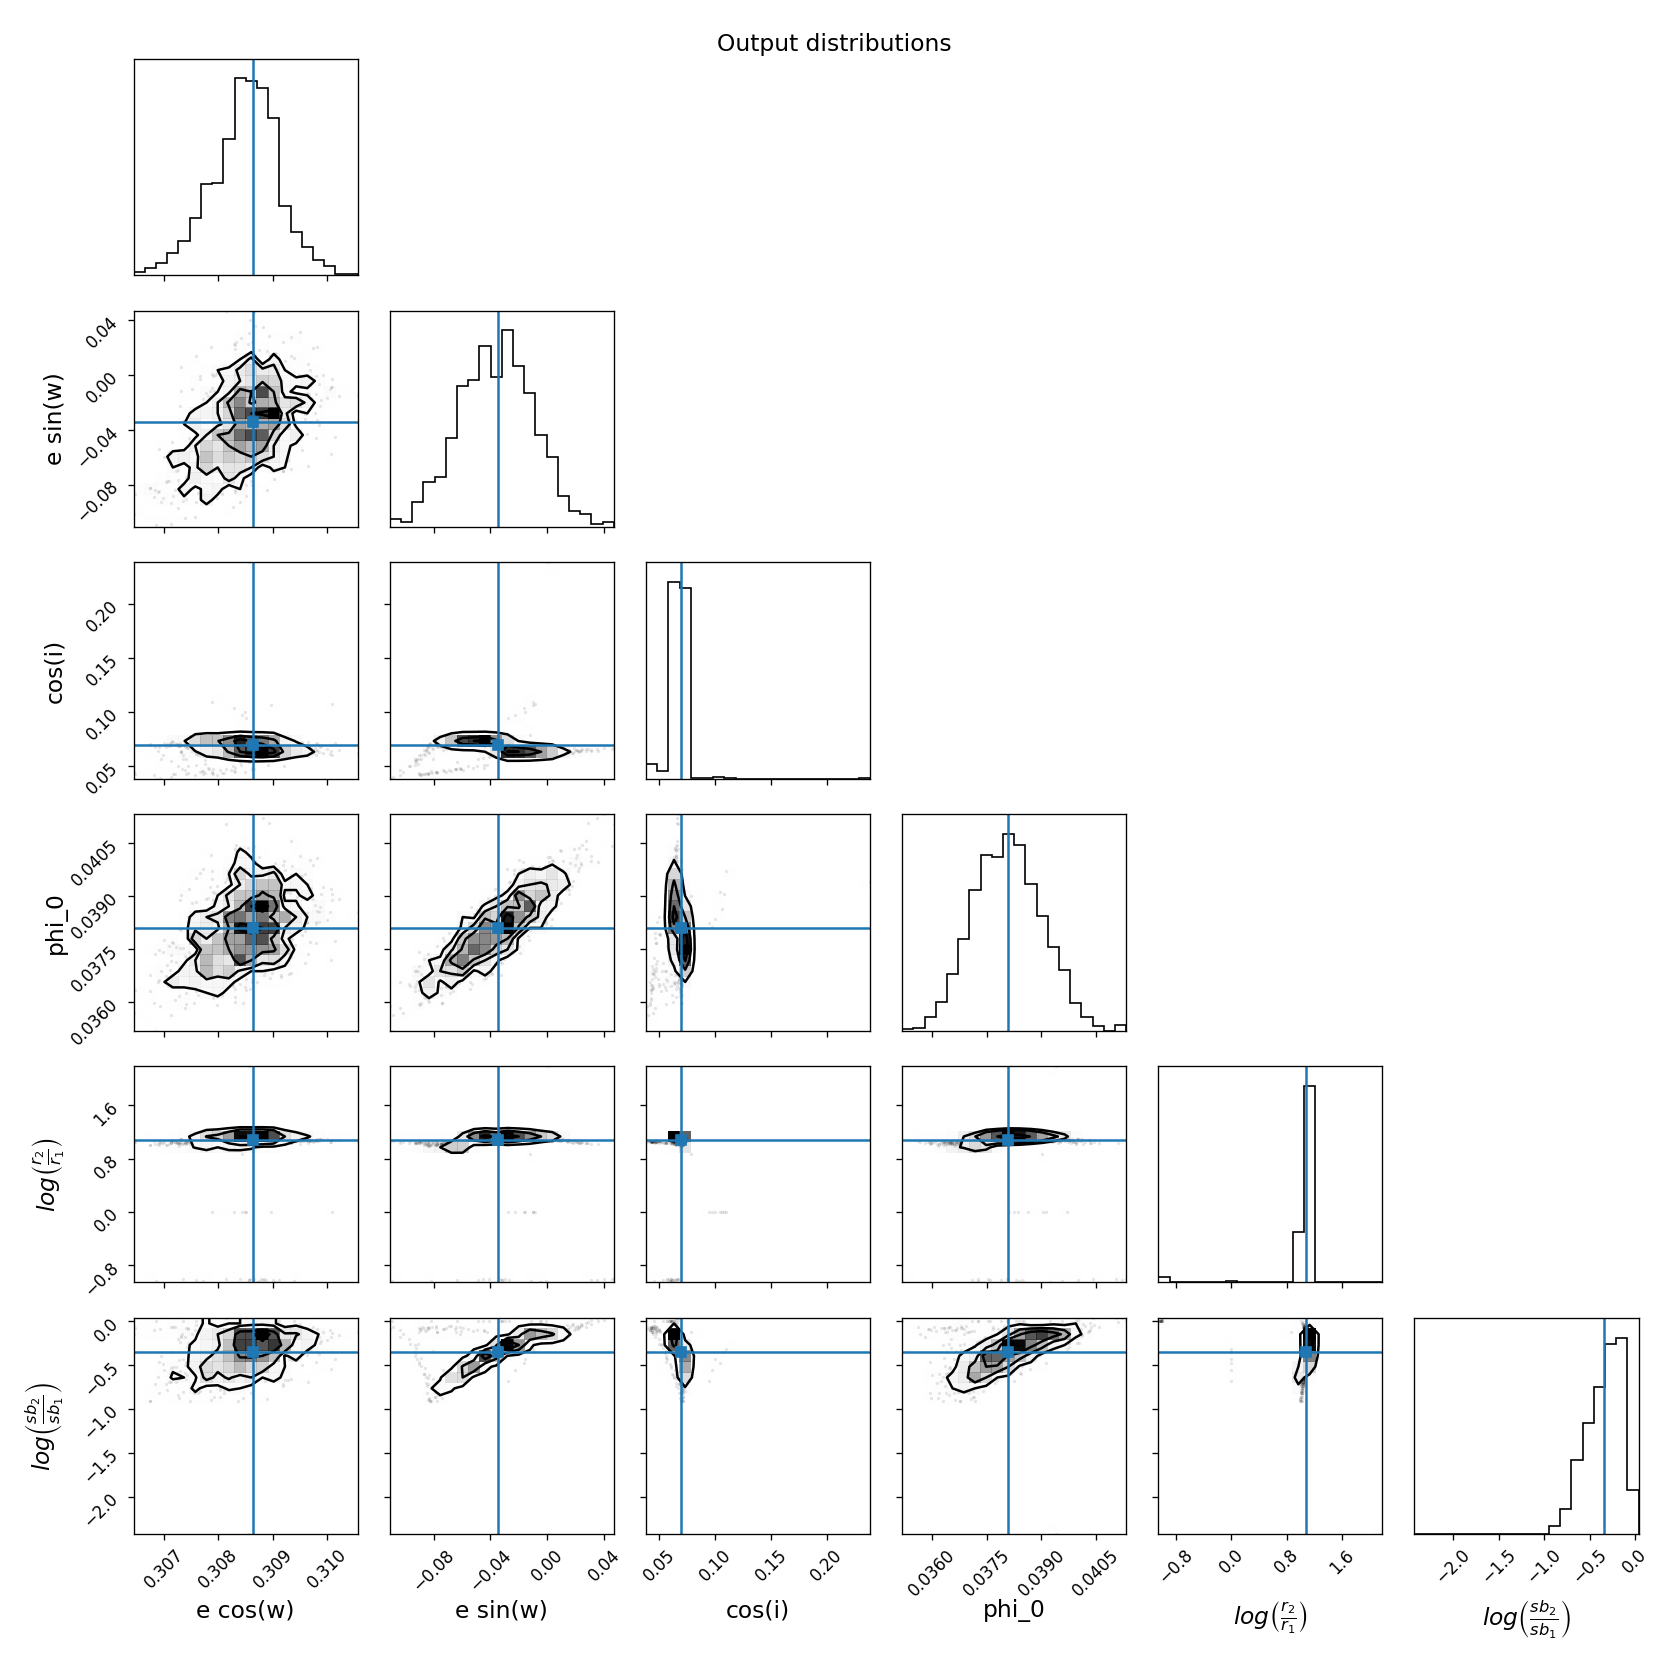 Output distributions
0.04
0.00
−0.04
−0.08
e sin(w)
0.20
0.15
0.10
0.05
cos(i)
0.0405
0.0390
0.0375
0.0360
phi_0
1.6
0.8
0.0
−0.8
log(r₂/r₁)
0.0
−0.5
−1.0
−1.5
−2.0
log(sb₂/sb₁)
0.307 0.308 0.309 0.310
e cos(w)
−0.08 −0.04 0.00 0.04
e sin(w)
0.05 0.10 0.15 0.20
cos(i)
0.0360 0.0375 0.0390 0.0405
phi_0
−0.8 0.0 0.8 1.6
log(r₂/r₁)
−2.0 −1.5 −1.0 −0.5 0.0
log(sb₂/sb₁)